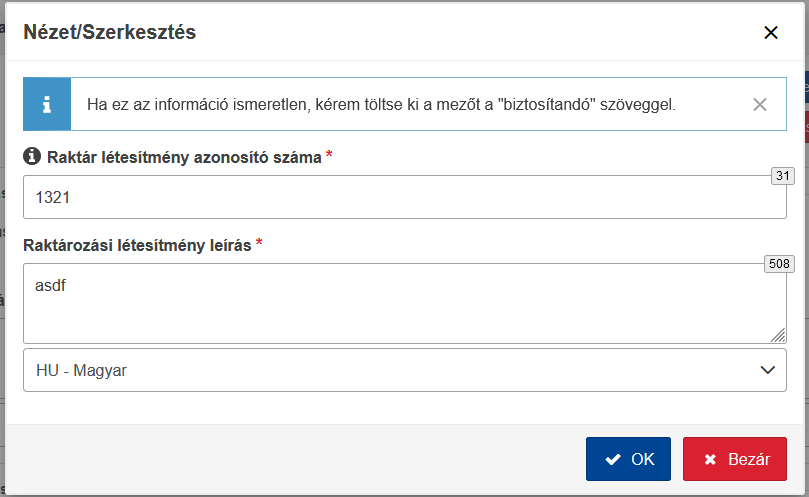 Nézet/Szerkesztés
Ha ez az információ ismeretlen, kérem töltse ki a mezőt a "biztosítandó" szöveggel.
Raktár létesítmény azonosító száma *
31
1321
Raktározási létesítmény leírás *
508
asdf
HU - Magyar
OK
Bezár